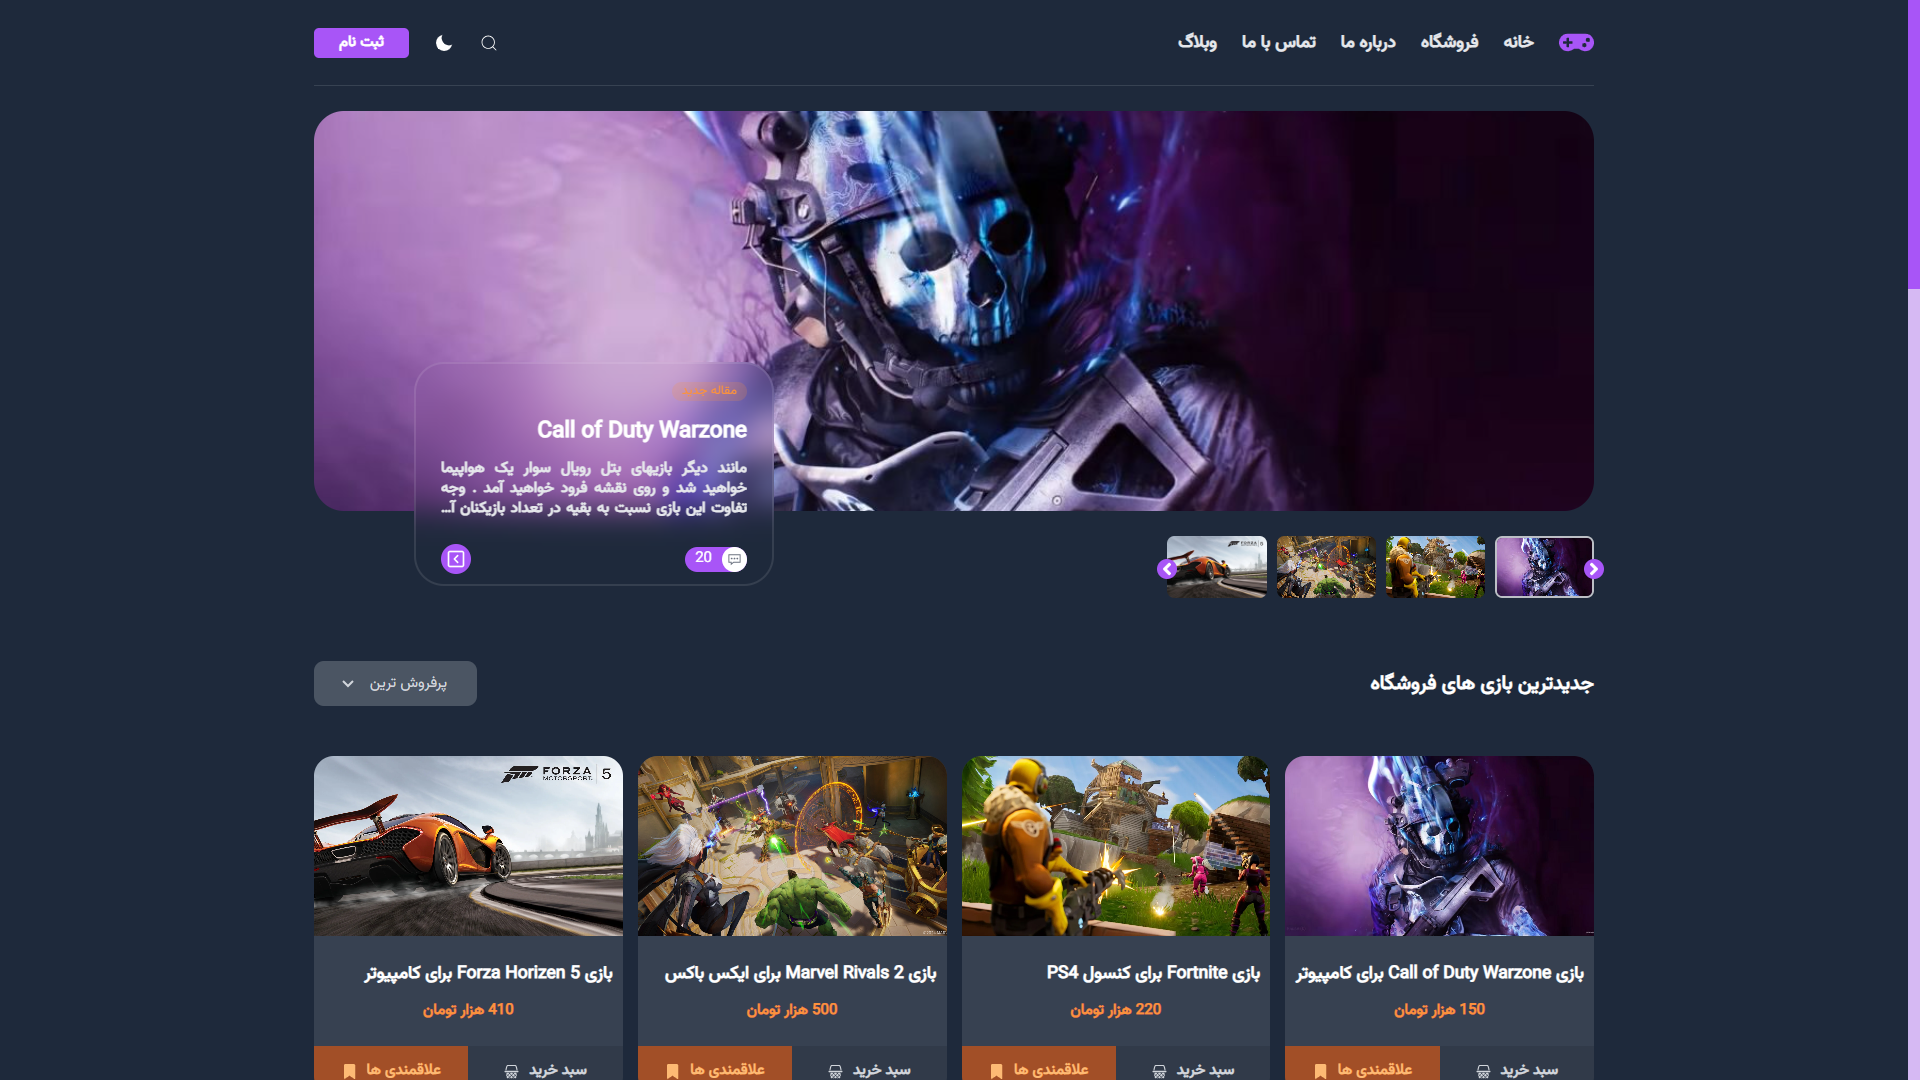 خانه
فروشگاه
درباره ما
تماس با ما
وبلاگ
ثبت نام
مقاله جدید
Call of Duty Warzone
مانند دیگر بازیهای بتل رویال سوار یک هواپیما
خواهید شد و روی نقشه فرود خواهید آمد . وجه
تفاوت این بازی نسبت به بقیه در تعداد بازیکنان آ...
20
جدیدترین بازی های فروشگاه
پرفروش ترین
FORZA MOTORSPORT 5
بازی Call of Duty Warzone برای کامپیوتر
150 هزار تومان
سبد خرید
علاقمندی ها
بازی Fortnite برای کنسول PS4
220 هزار تومان
سبد خرید
علاقمندی ها
بازی Marvel Rivals 2 برای ایکس باکس
500 هزار تومان
سبد خرید
علاقمندی ها
بازی Forza Horizen 5 برای کامپیوتر
410 هزار تومان
سبد خرید
علاقمندی ها